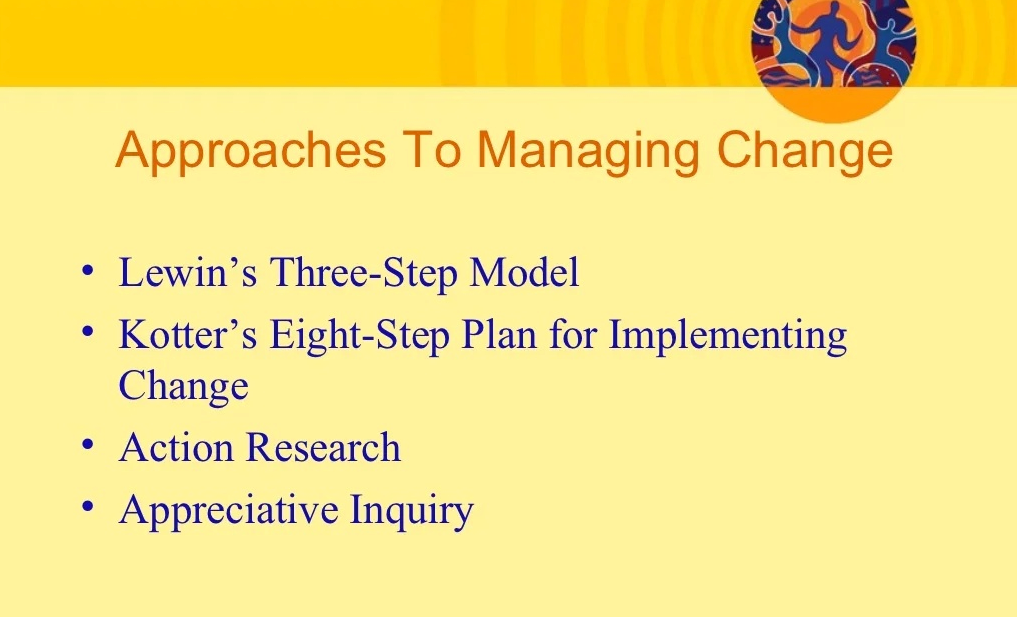 Approaches To Managing Change
• Lewin’s Three-Step Model
• Kotter’s Eight-Step Plan for Implementing
Change
• Action Research
• Appreciative Inquiry